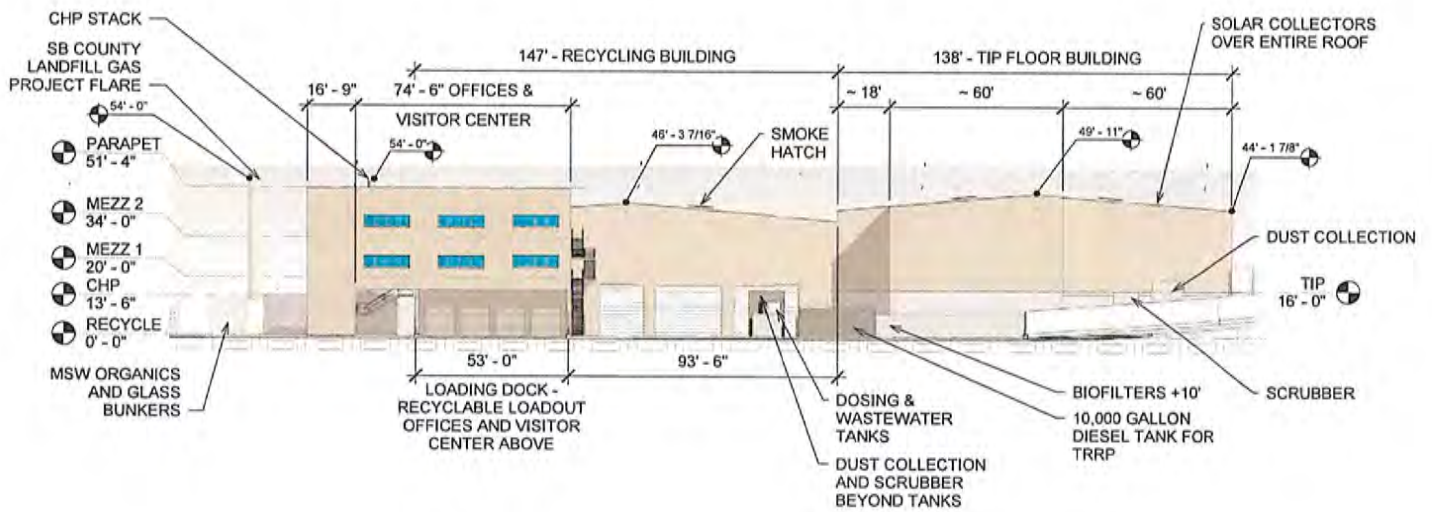 CHP STACK
SB COUNTY
LANDFILL GAS
PROJECT FLARE
54' - 0"
PARAPET
51' - 4"
MEZZ 2
34' - 0"
MEZZ 1
20' - 0"
CHP
13' - 6"
RECYCLE
0' - 0"
MSW ORGANICS
AND GLASS
BUNKERS
16' - 9"
74' - 6" OFFICES &
VISITOR CENTER
54' - 0"
147' - RECYCLING BUILDING
46' - 3 7/16"
SMOKE
HATCH
138' - TIP FLOOR BUILDING
~ 18'
~ 60'
~ 60'
49' - 11"
SOLAR COLLECTORS
OVER ENTIRE ROOF
44' - 1 7/8"
DUST COLLECTION
TIP
16' - 0"
53' - 0"
93' - 6"
LOADING DOCK -
RECYCLABLE LOADOUT
OFFICES AND VISITOR
CENTER ABOVE
DOSING &
WASTEWATER
TANKS
DUST COLLECTION
AND SCRUBBER
BEYOND TANKS
BIOFILTERS +10'
10,000 GALLON
DIESEL TANK FOR
TRRP
SCRUBBER